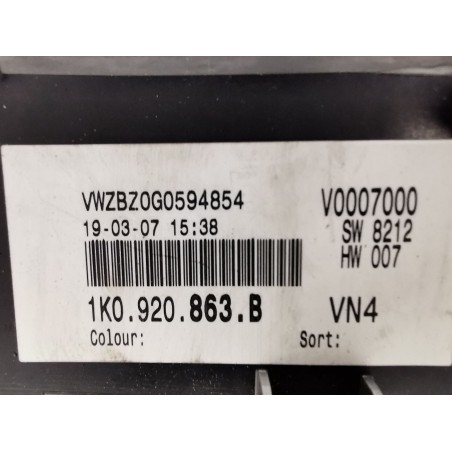 VWZBZ0G0594854 V0007000
19-03-07 15:38 SW 8212
HW 007
1K0.920.863.B VN4
Colour: Sort: